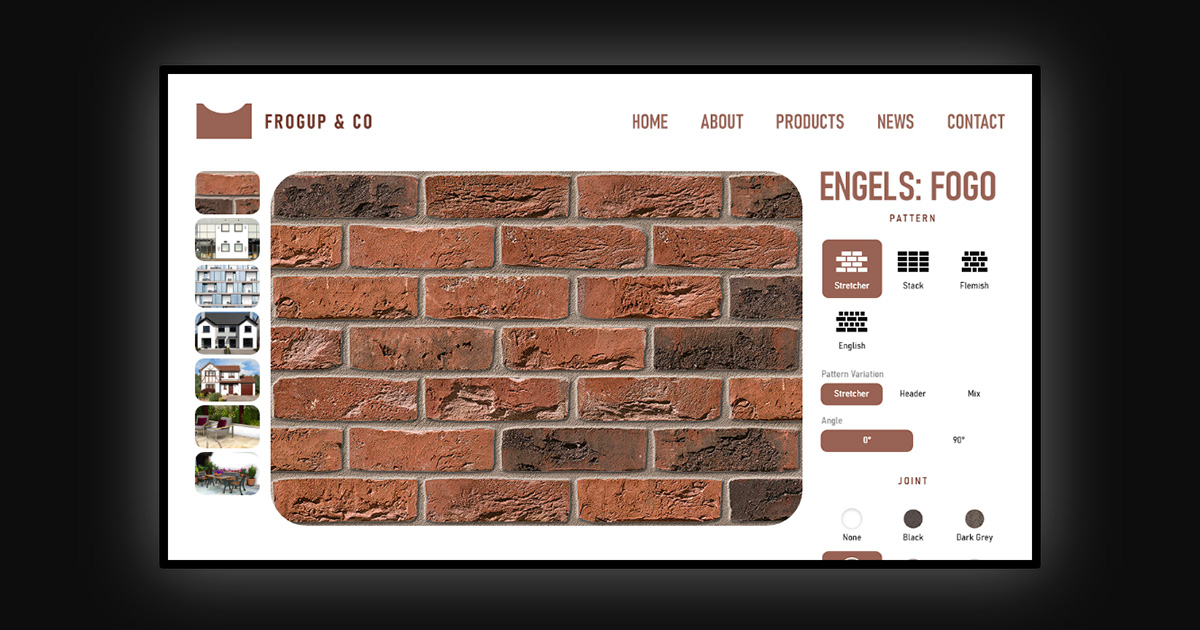 FROGUP & CO
HOME ABOUT PRODUCTS NEWS CONTACT
ENGELS: FOGO
PATTERN
Stretcher Stack Flemish
English
Pattern Variation
Stretcher Header Mix
Angle
0° 90°
JOINT
None Black Dark Grey